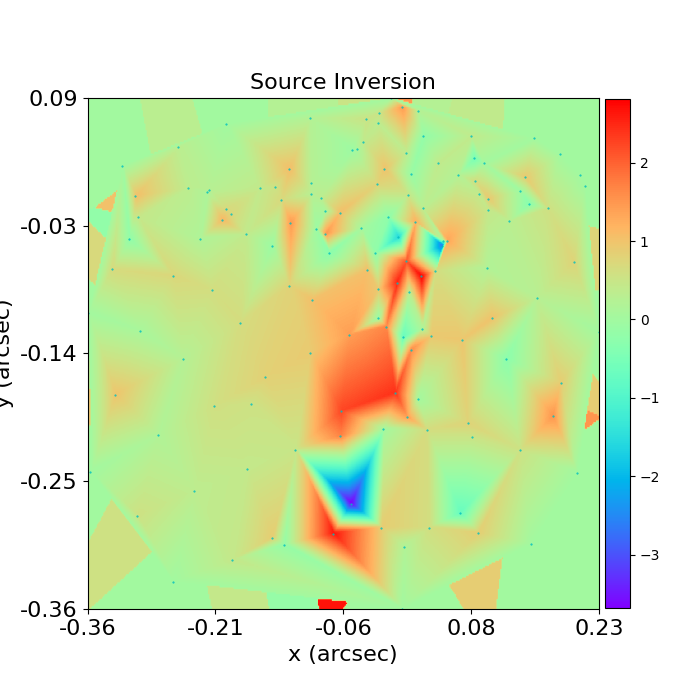 Source Inversion
0.09
-0.03
-0.14
-0.25
-0.36
y (arcsec)
-0.36 -0.21 -0.06 0.08 0.23
x (arcsec)
2
1
0
−1
−2
−3